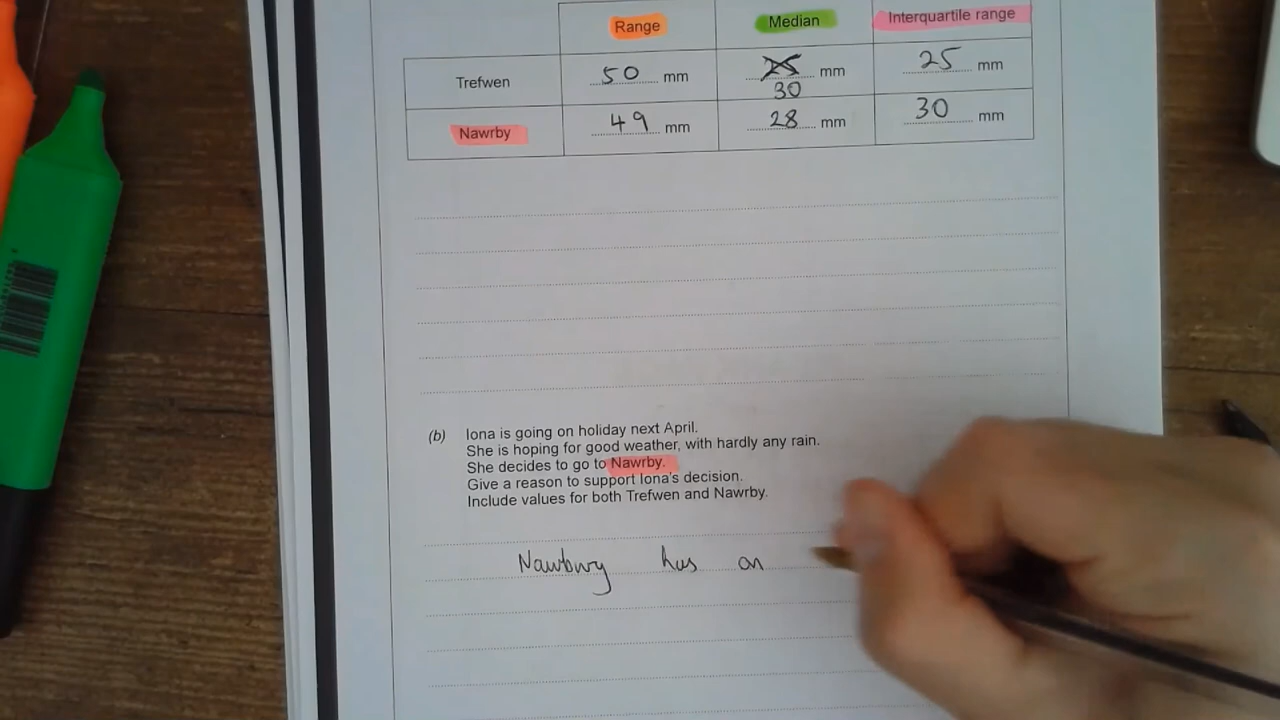 Range Median Interquartile range
Trefwen 50 mm 25 mm 25 mm
30
Nawrby 49 mm 28 mm 30 mm
(b) Iona is going on holiday next April.
She is hoping for good weather, with hardly any rain.
She decides to go to Nawrby.
Give a reason to support Iona's decision.
Include values for both Trefwen and Nawrby.
Nawbury has an